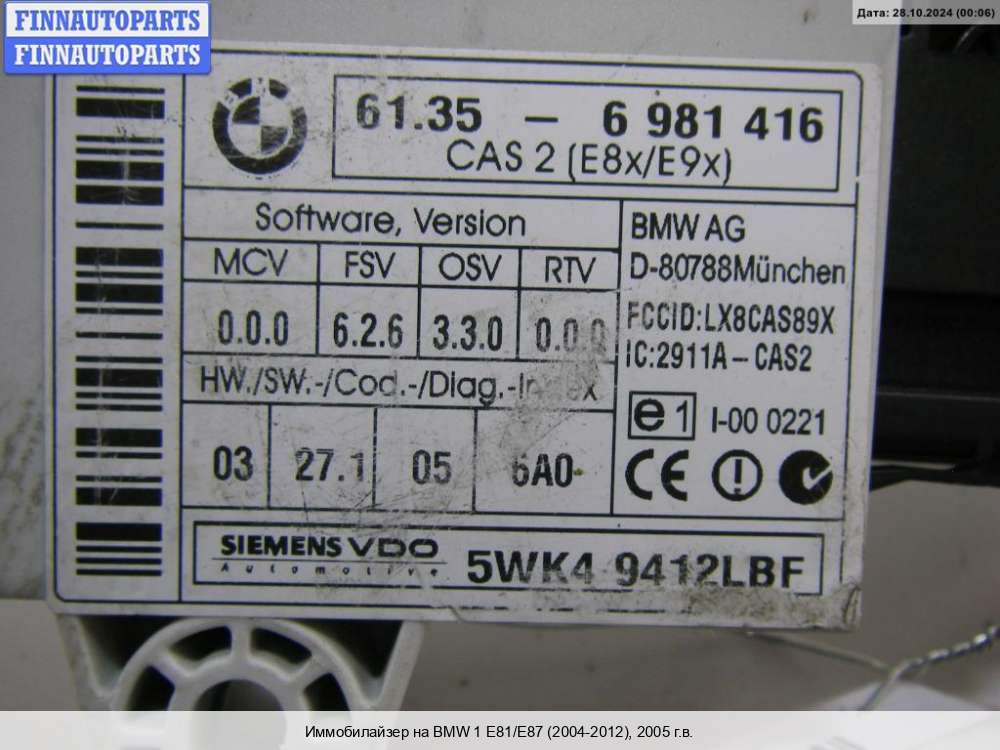 FINNAUTOPARTS
FINNAUTOPARTS
Дата: 28.10.2024 (00:06)
61.35 – 6 981 416
CAS 2 (E8x/E9x)
Software, Version
MCV FSV OSV RTV
0.0.0 6.2.6 3.3.0 0.0.0
HW./SW.-/Cod.-/Diag.-Index
03 27.1 05 6A0
BMW AG
D-80788München
FCCID:LX8CAS89X
IC:2911A – CAS2
e1 I-00 0221
CE
SIEMENS VDO
Automotive
5WK4 9412LBF
Иммобилайзер на BMW 1 E81/E87 (2004-2012), 2005 г.в.